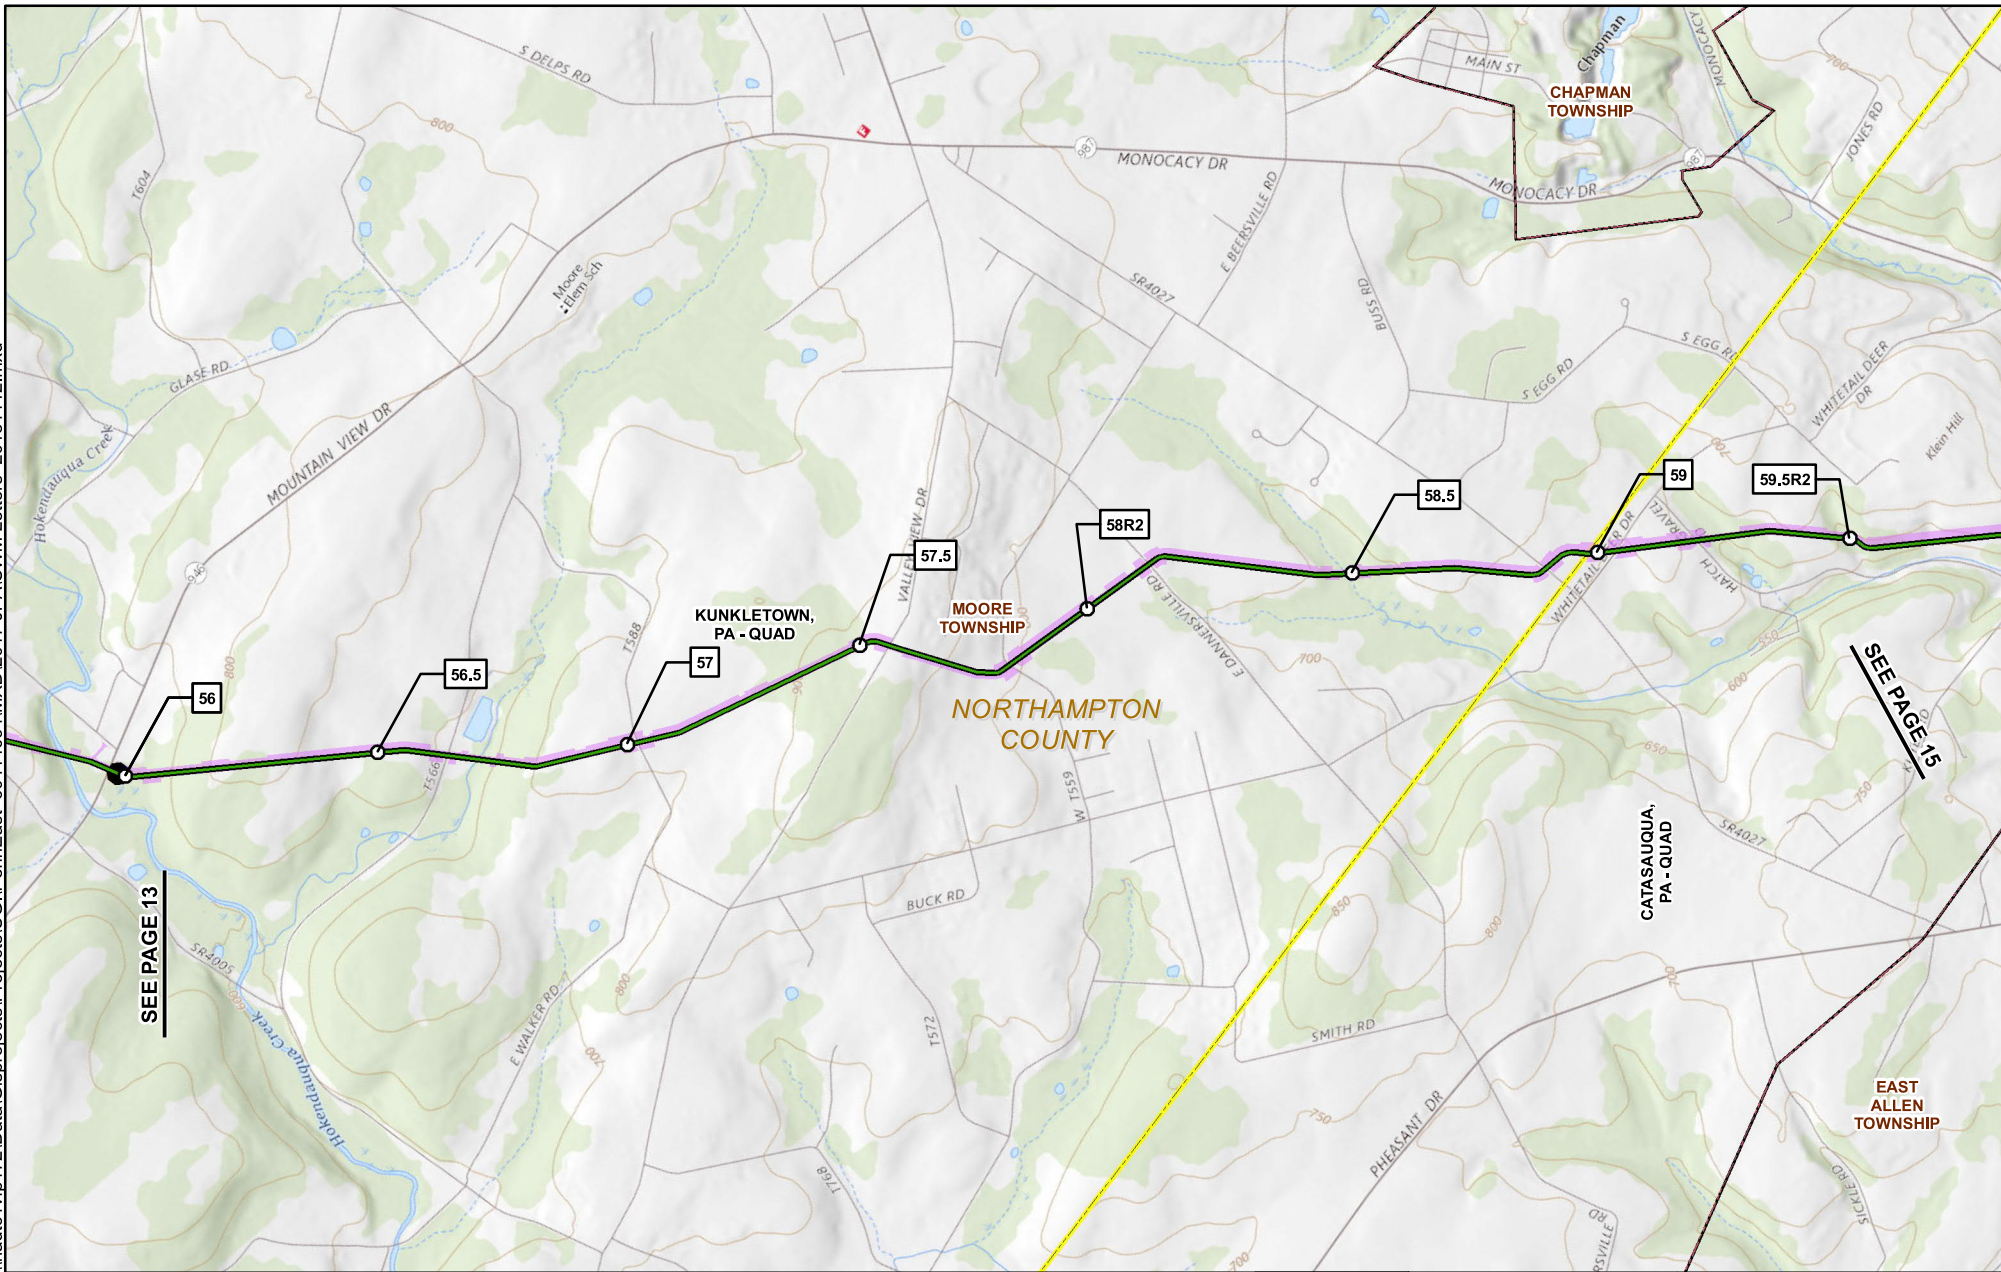 S DELPS RD
MAIN ST
Chapman
MONOCACY
700
CHAPMAN
TOWNSHIP
JONES RD
800
F
987
MONOCACY DR
987
MONOCACY DR
T604
E BEERSVILLE RD
Moore
Elem Sch
SR4027
BUSS RD
GLASE RD
S EGG RD
S EGG RD
WHITETAIL DEER
DR
MOUNTAIN VIEW DR
Hokendauqua Creek
Klein Hill
700
59
59.5R2
58.5
58R2
VALLEY VIEW DR
57.5
WHITETAIL
ER DR
GRAVEL
HATCH
946
KUNKLETOWN,
PA - QUAD
MOORE
TOWNSHIP
E DANNERSVILLE RD
T588
550
700
600
SEE PAGE 15
57
56.5
56
800
NORTHAMPTON
COUNTY
650
T566
W T559
750
CATASAUQUA,
PA - QUAD
SR4027
SEE PAGE 13
BUCK RD
850
800
SR4005
600
E WALKER RD
800
700
700
T572
SMITH RD
Hokendauqua Creek
700
750
PHEASANT DR
EAST
ALLEN
TOWNSHIP
T768
SICKLE RD
RSVILLE
RD
700